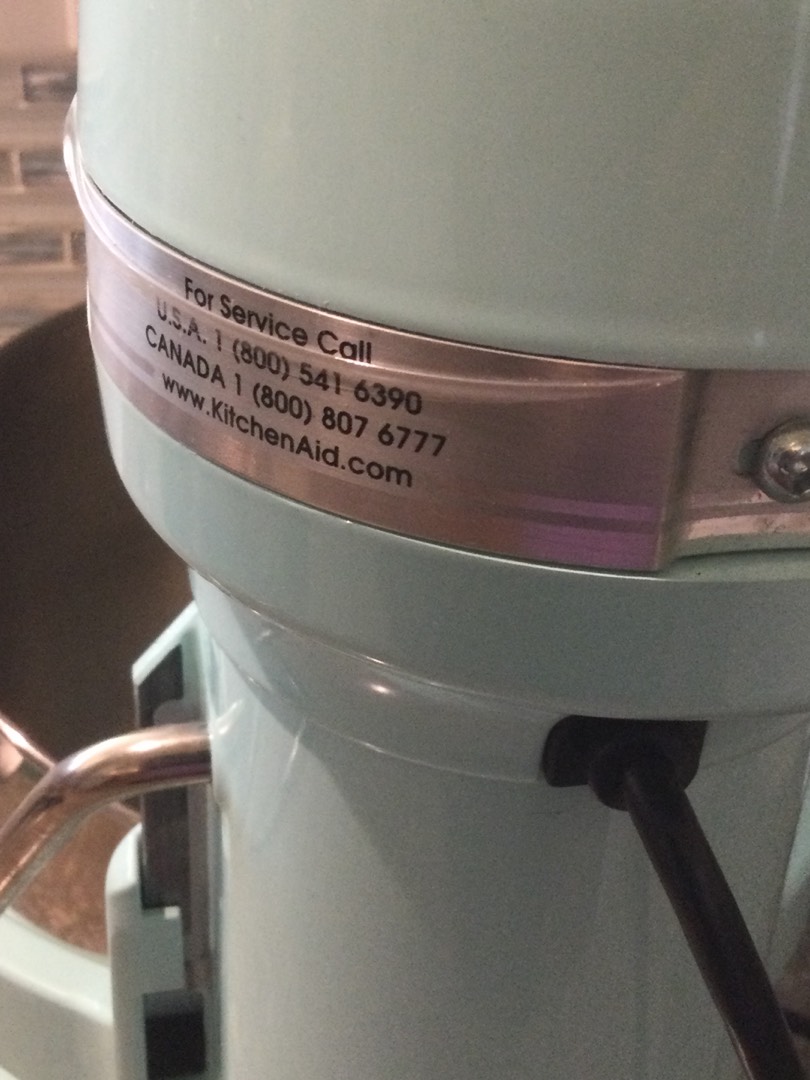 For Service Call
U.S.A. 1 (800) 541 6390
CANADA 1 (800) 807 6777
www.KitchenAid.com